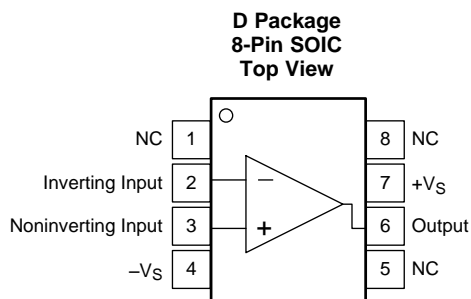 D Package
8-Pin SOIC
Top View
NC 1
8 NC
Inverting Input 2
7 +VS
Noninverting Input 3
6 Output
–VS 4
5 NC
− 
+